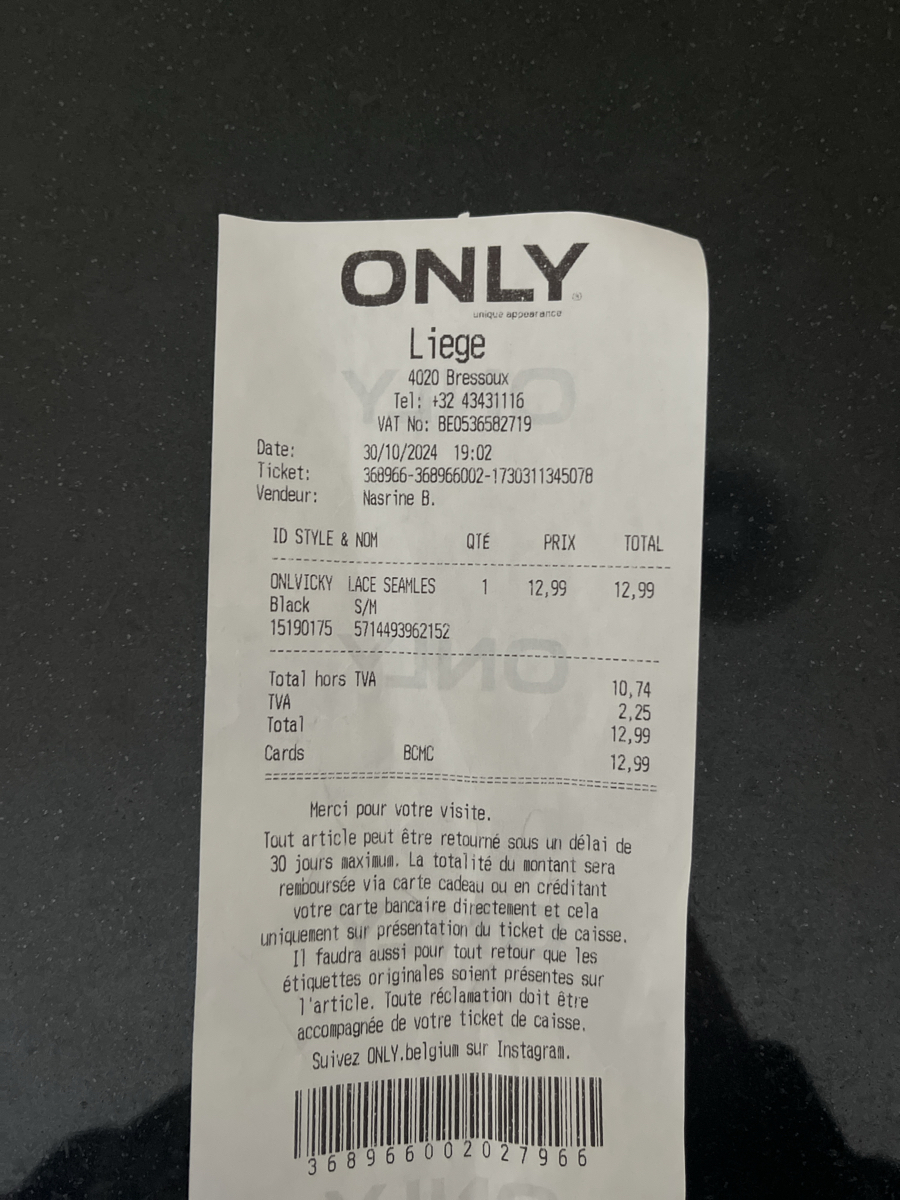 ONLY
unique appearance
Liege
4020 Bressoux
Tel: +32 43431116
VAT No: BE0536582719
Date: 30/10/2024 19:02
Ticket: 368966-368966002-1730311345078
Vendeur: Nasrine B.
ID STYLE & NOM QTÉ PRIX TOTAL
ONLVICKY LACE SEAMLES 1 12,99 12,99
Black S/M
15190175 5714493962152
Total hors TVA 10,74
TVA 2,25
Total 12,99
Cards BCMC 12,99
Merci pour votre visite.
Tout article peut être retourné sous un délai de
30 jours maximum. La totalité du montant sera
remboursée via carte cadeau ou en créditant
votre carte bancaire directement et cela
uniquement sur présentation du ticket de caisse.
Il faudra aussi pour tout retour que les
étiquettes originales soient présentes sur
l'article. Toute réclamation doit être
accompagnée de votre ticket de caisse.
Suivez ONLY.belgium sur Instagram.
368966002027966